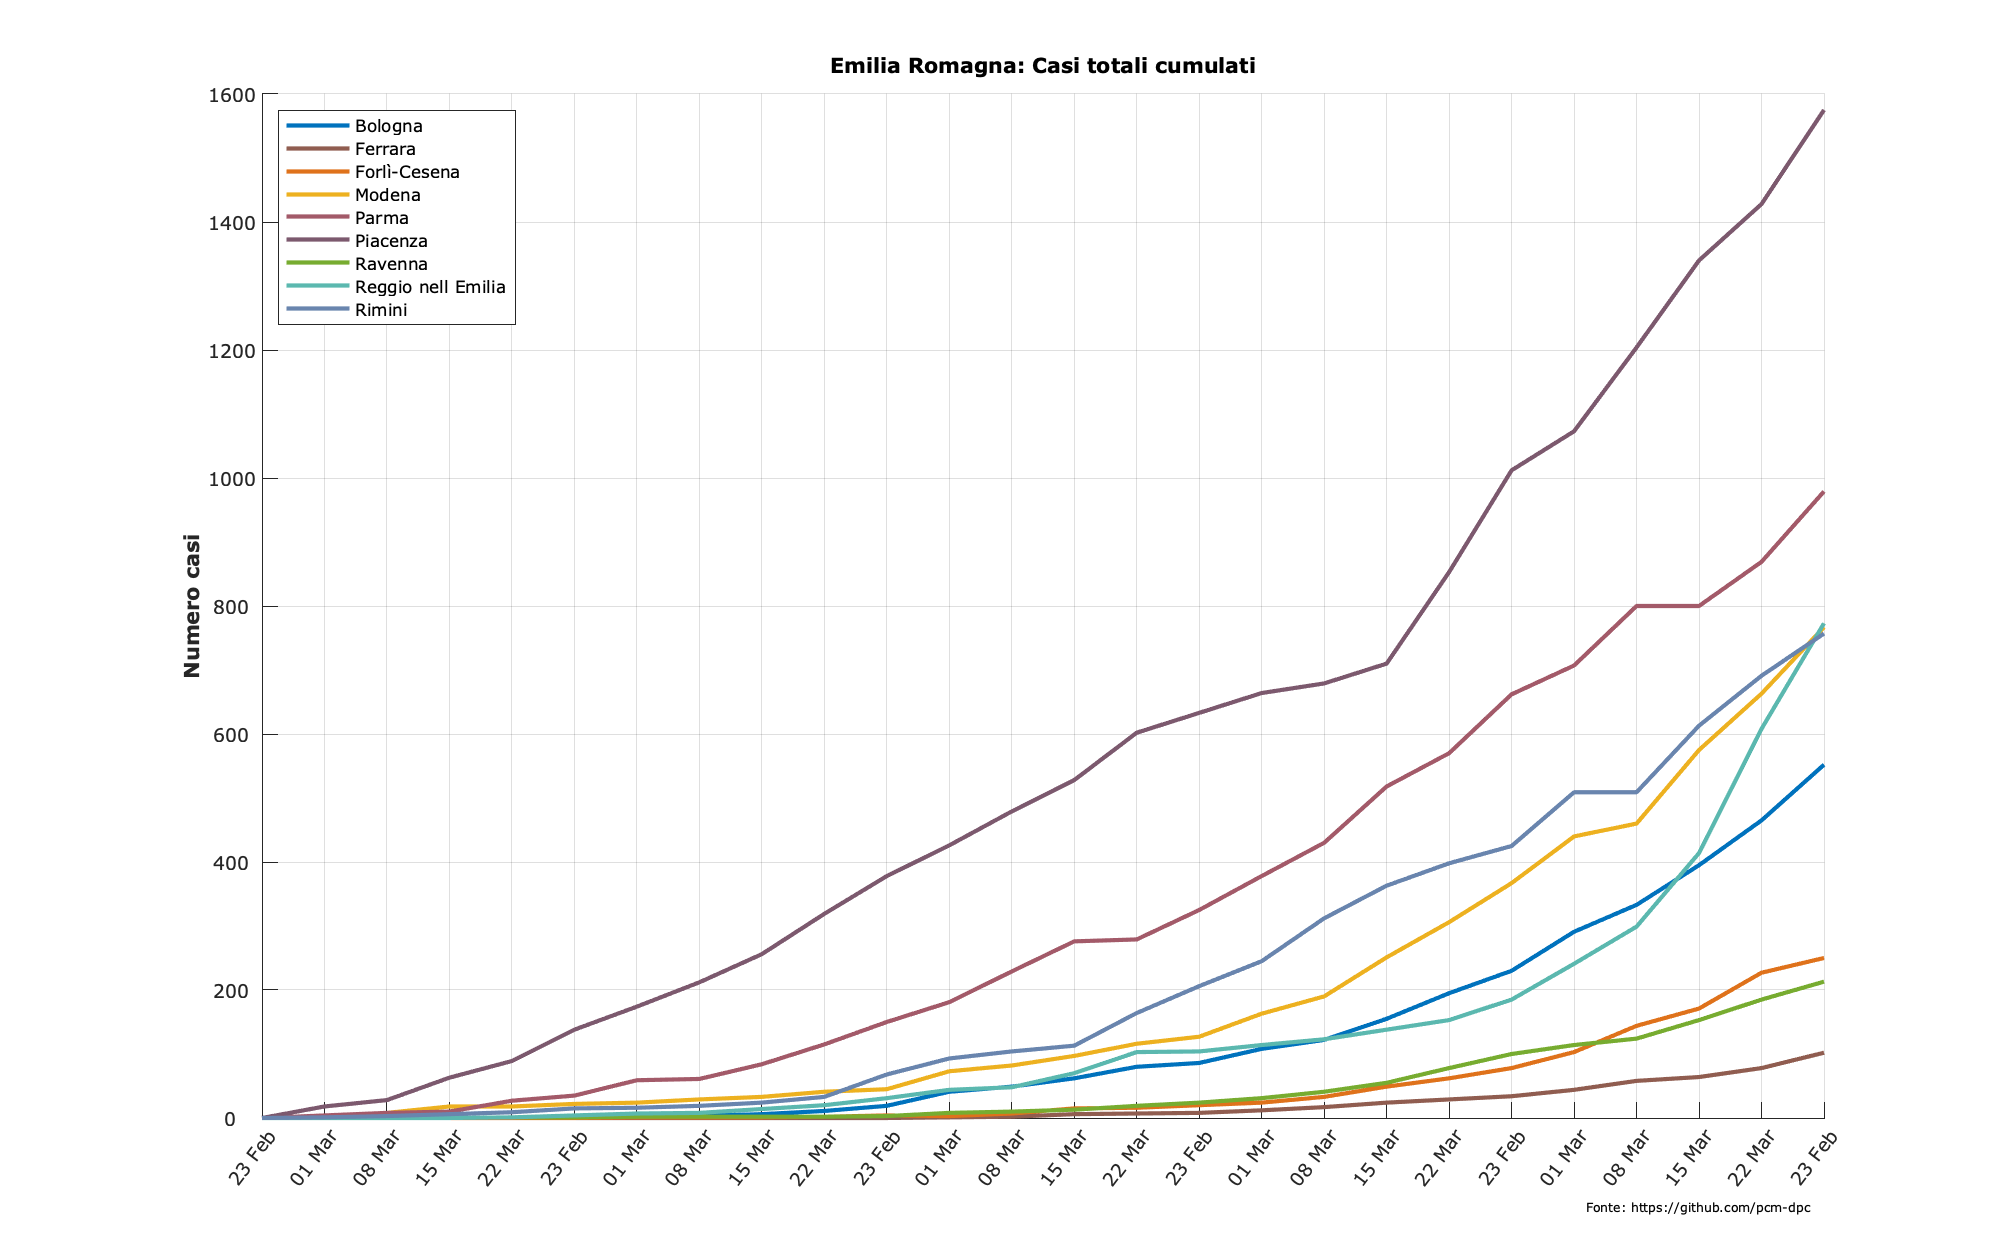 Emilia Romagna: Casi totali cumulati
1600
1400
1200
1000
800
600
400
200
0
Numero casi
Bologna
Ferrara
Forlì-Cesena
Modena
Parma
Piacenza
Ravenna
Reggio nell Emilia
Rimini
23 Feb
01 Mar
08 Mar
15 Mar
22 Mar
23 Feb
01 Mar
08 Mar
15 Mar
22 Mar
23 Feb
01 Mar
08 Mar
15 Mar
22 Mar
23 Feb
01 Mar
08 Mar
15 Mar
22 Mar
23 Feb
01 Mar
08 Mar
15 Mar
22 Mar
23 Feb
Fonte: https://github.com/pcm-dpc